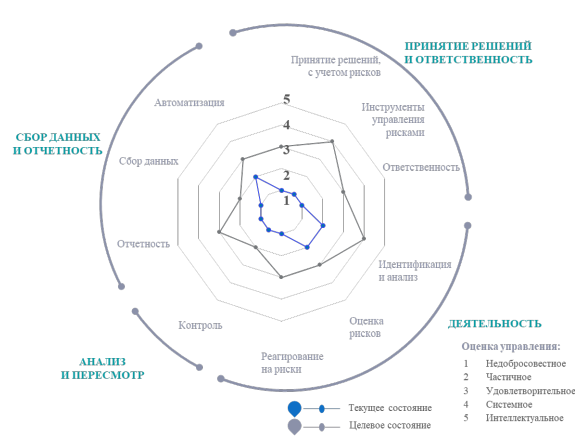 ПРИНЯТИЕ РЕШЕНИЙ
И ОТВЕТСТВЕННОСТЬ
Принятие решений,
с учетом рисков
Автоматизация
Инструменты
управления
рисками
СБОР ДАННЫХ
И ОТЧЕТНОСТЬ
Сбор данных
Ответственность
5
4
3
2
1
Отчетность
Идентификация
и анализ
Контроль
Оценка
рисков
Реагирование
на риски
АНАЛИЗ
И ПЕРЕСМОТР
ДЕЯТЕЛЬНОСТЬ
Оценка управления:
1 Недобросовестное
2 Частичное
3 Удовлетворительное
4 Системное
5 Интеллектуальное
Текущее состояние
Целевое состояние